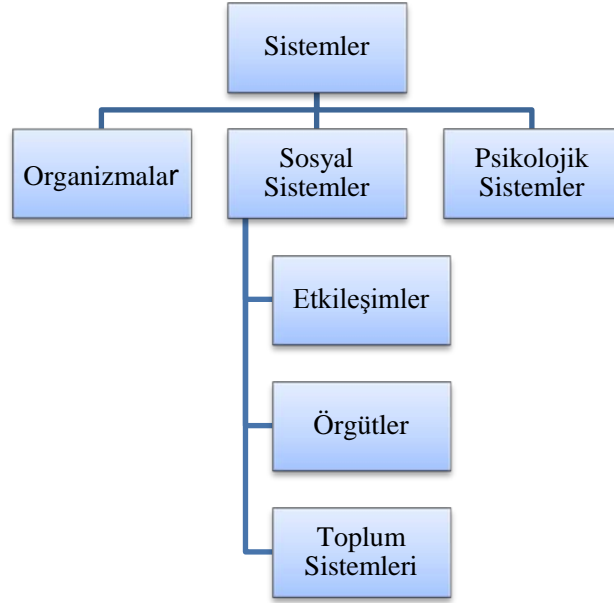 Sistemler
Organizmalar
Sosyal
Sistemler
Psikolojik
Sistemler
Etkileşimler
Örgütler
Toplum
Sistemleri